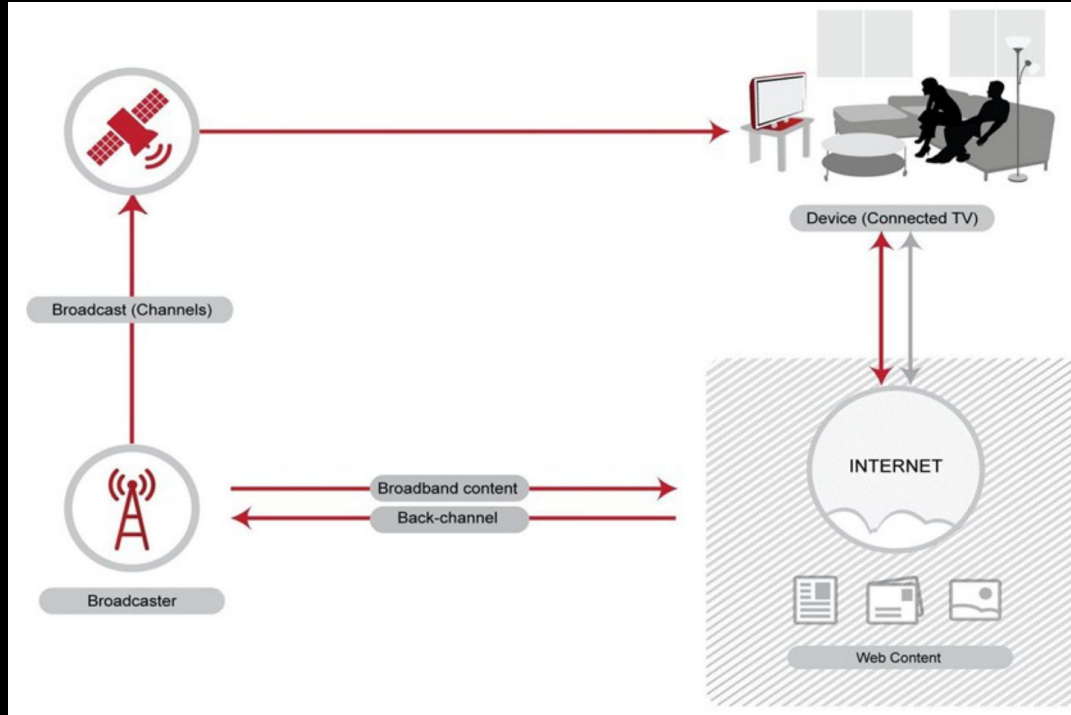 Device (Connected TV)
Broadcast (Channels)
INTERNET
Broadband content
Back-channel
Broadcaster
Web Content